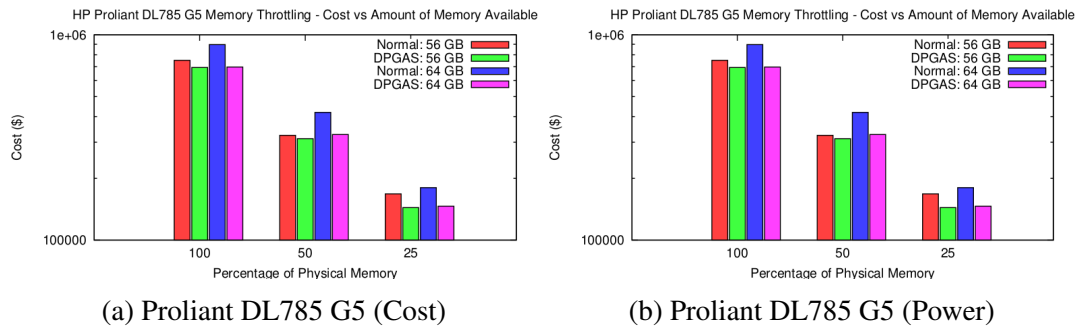 HP Proliant DL785 G5 Memory Throttling - Cost vs Amount of Memory Available
1e+06
Normal: 56 GB
DPGAS: 56 GB
Normal: 64 GB
DPGAS: 64 GB
Cost ($)
100000
100 50 25
Percentage of Physical Memory
(a) Proliant DL785 G5 (Cost)
HP Proliant DL785 G5 Memory Throttling - Cost vs Amount of Memory Available
1e+06
Normal: 56 GB
DPGAS: 56 GB
Normal: 64 GB
DPGAS: 64 GB
Cost ($)
100000
100 50 25
Percentage of Physical Memory
(b) Proliant DL785 G5 (Power)